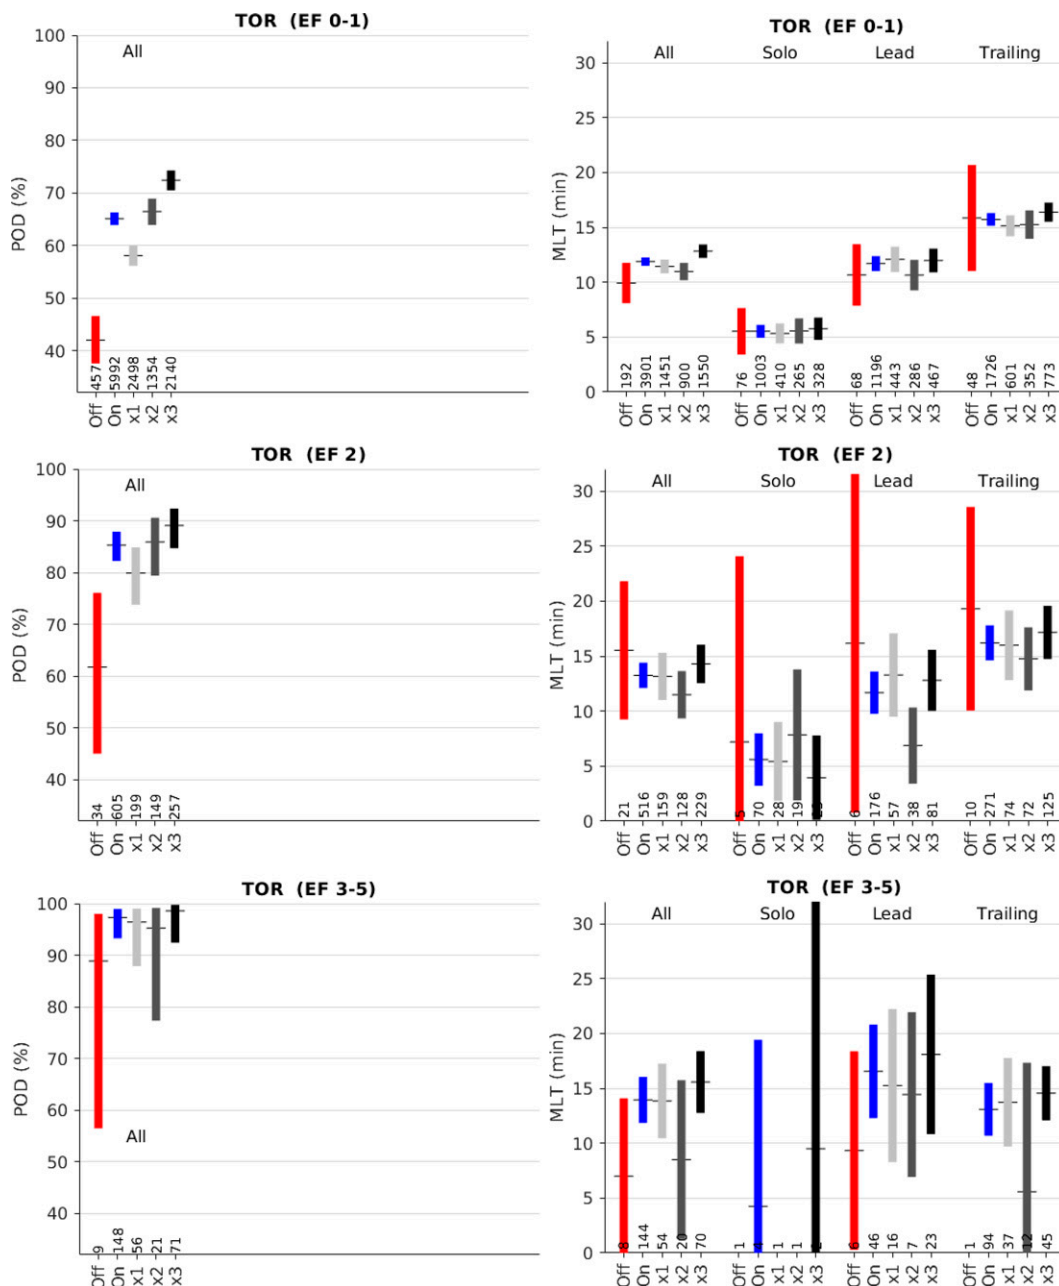 TOR (EF 0-1)
All
POD (%)
100
90
80
70
60
50
40
457
5992
2498
1354
2140
Off
On
x1
x2
x3
TOR (EF 0-1)
All
Solo
Lead
Trailing
MLT (min)
30
25
20
15
10
5
0
192
3901
1451
900
1550
76
1003
410
265
328
68
1196
443
286
467
48
1726
601
352
773
Off
On
x1
x2
x3
Off
On
x1
x2
x3
Off
On
x1
x2
x3
Off
On
x1
x2
x3
TOR (EF 2)
All
POD (%)
100
90
80
70
60
50
40
34
605
199
149
257
Off
On
x1
x2
x3
TOR (EF 2)
All
Solo
Lead
Trailing
MLT (min)
30
25
20
15
10
5
0
21
516
159
128
229
5
70
28
19
6
176
57
38
81
10
271
74
72
125
Off
On
x1
x2
x3
Off
On
x1
x2
x3
Off
On
x1
x2
x3
Off
On
x1
x2
x3
TOR (EF 3-5)
All
POD (%)
100
90
80
70
60
50
40
9
148
56
21
71
Off
On
x1
x2
x3
TOR (EF 3-5)
All
Solo
Lead
Trailing
MLT (min)
30
25
20
15
10
5
0
8
144
54
20
70
1
4
1
1
6
46
16
7
23
1
94
37
12
45
Off
On
x1
x2
x3
Off
On
x1
x2
x3
Off
On
x1
x2
x3
Off
On
x1
x2
x3